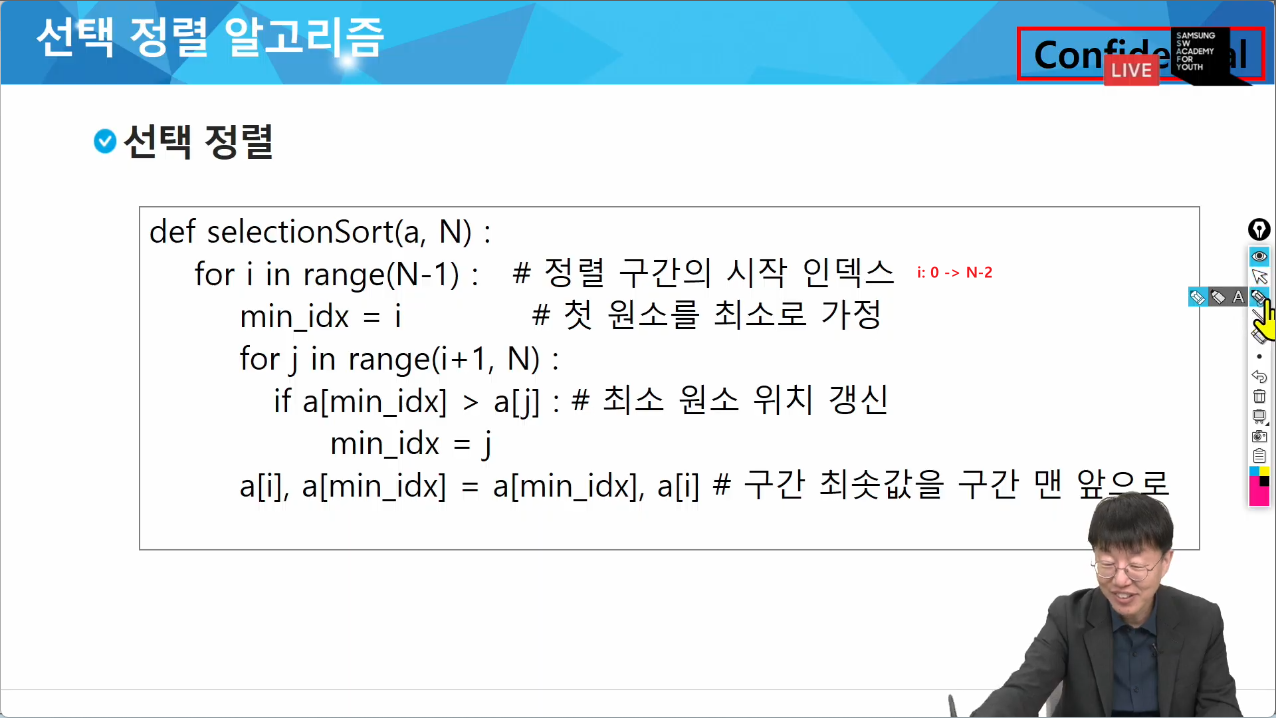 선택 정렬 알고리즘
SAMSUNG
SW
ACADEMY
FOR
YOUTH
LIVE
선택 정렬
def selectionSort(a, N) :
for i in range(N-1) : # 정렬 구간의 시작 인덱스 i: 0 -> N-2
min_idx = i # 첫 원소를 최소로 가정
for j in range(i+1, N) :
if a[min_idx] > a[j] : # 최소 원소 위치 갱신
min_idx = j
a[i], a[min_idx] = a[min_idx], a[i] # 구간 최솟값을 구간 맨 앞으로
A